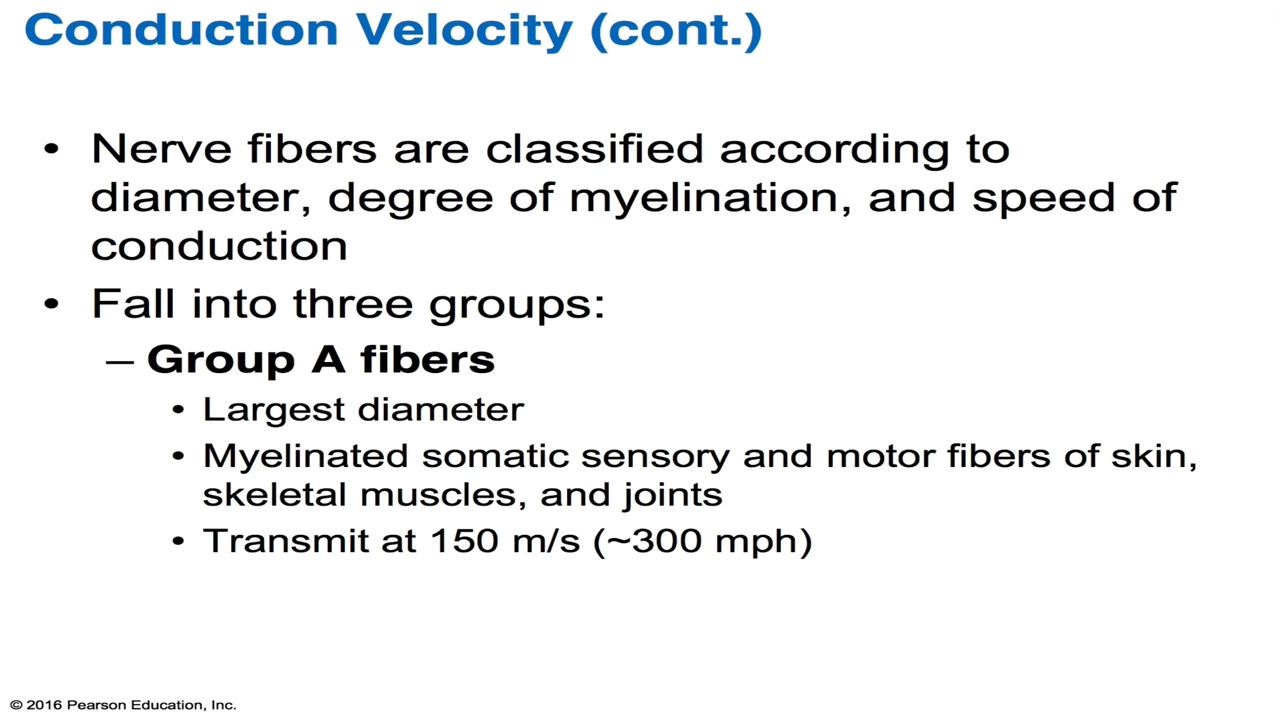 Conduction Velocity (cont.)
• Nerve fibers are classified according to
diameter, degree of myelination, and speed of
conduction
• Fall into three groups:
– Group A fibers
• Largest diameter
• Myelinated somatic sensory and motor fibers of skin,
skeletal muscles, and joints
• Transmit at 150 m/s (~300 mph)
© 2016 Pearson Education, Inc.